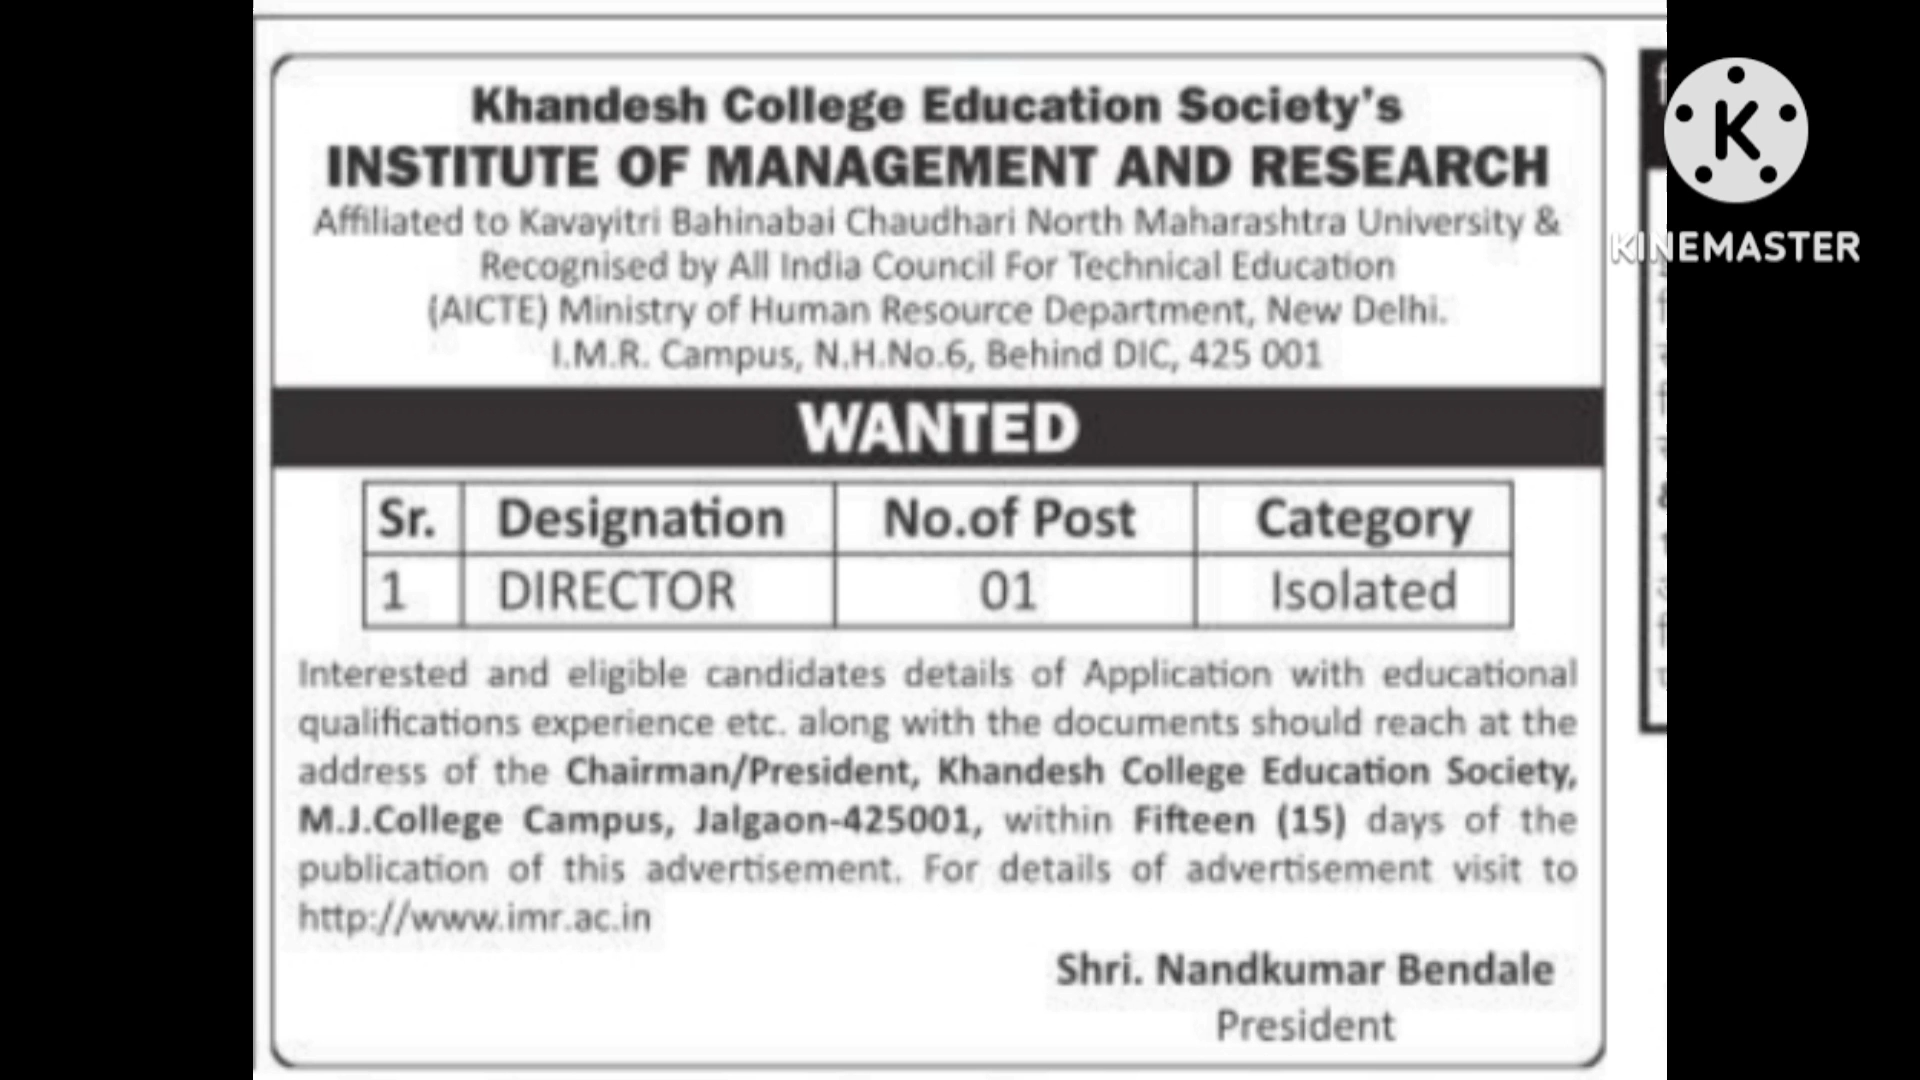 Khandesh College Education Society's
INSTITUTE OF MANAGEMENT AND RESEARCH
Affiliated to Kavayitri Bahinabai Chaudhari North Maharashtra University &
Recognised by All India Council For Technical Education
(AICTE) Ministry of Human Resource Department, New Delhi.
I.M.R. Campus, N.H.No.6, Behind DIC, 425 001
WANTED
Sr. Designation No.of Post Category
1 DIRECTOR 01 Isolated
Interested and eligible candidates details of Application with educational
qualifications experience etc. along with the documents should reach at the
address of the Chairman/President, Khandesh College Education Society,
M.J.College Campus, Jalgaon-425001, within Fifteen (15) days of the
publication of this advertisement. For details of advertisement visit to
http://www.imr.ac.in
Shri. Nandkumar Bendale
President
K
KINEMASTER